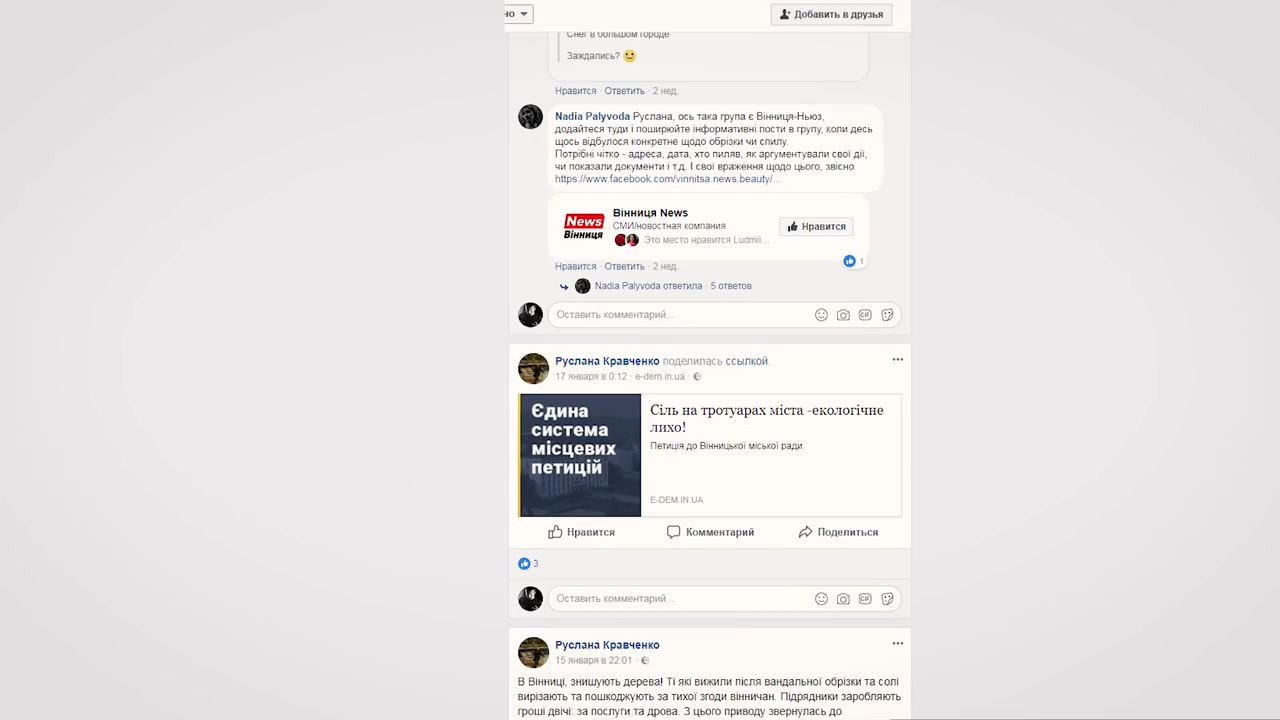 но
Добавить в друзья
Снег в большом городе
Заждались?
Нравится · Ответить · 2 нед.
Nadia Palyvoda Руслана, ось така група є Вінниця-Ньюз,
додайтеся туди і поширюйте інформативні пости в групу, коли десь
щось відбулося конкретне щодо обрізки чи спилу.
Потрібні чітко - адреса, дата, хто пиляв, як аргументували свої дії,
чи показали документи і т.д. І свої враження щодо цього, звісно.
https://www.facebook.com/vinnitsa.news.beauty/...
News
Вінниця
Вінниця News
СМИ/новостная компания
Это место нравится Ludmil...
Нравится
1
Нравится · Ответить · 2 нед.
Nadia Palyvoda ответила · 5 ответов
Оставить комментарий...
GIF
Руслана Кравченко поделилась ссылкой.
17 января в 0:12 · e-dem.in.ua ·
Єдина
система
місцевих
петицій
Сіль на тротуарах міста -екологічне
лихо!
Петиція до Вінницької міської ради
E-DEM.IN.UA
Нравится
Комментарий
Поделиться
3
Оставить комментарий...
GIF
Руслана Кравченко
15 января в 22:01 ·
В Вінниці, знишують дерева! Ті які вижили після вандальної обрізки та солі
вирізають та пошкоджують за тихої згоди вінничан. Підрядники заробляють
гроші двічі: за послуги та дрова. З цього приводу звернулась до